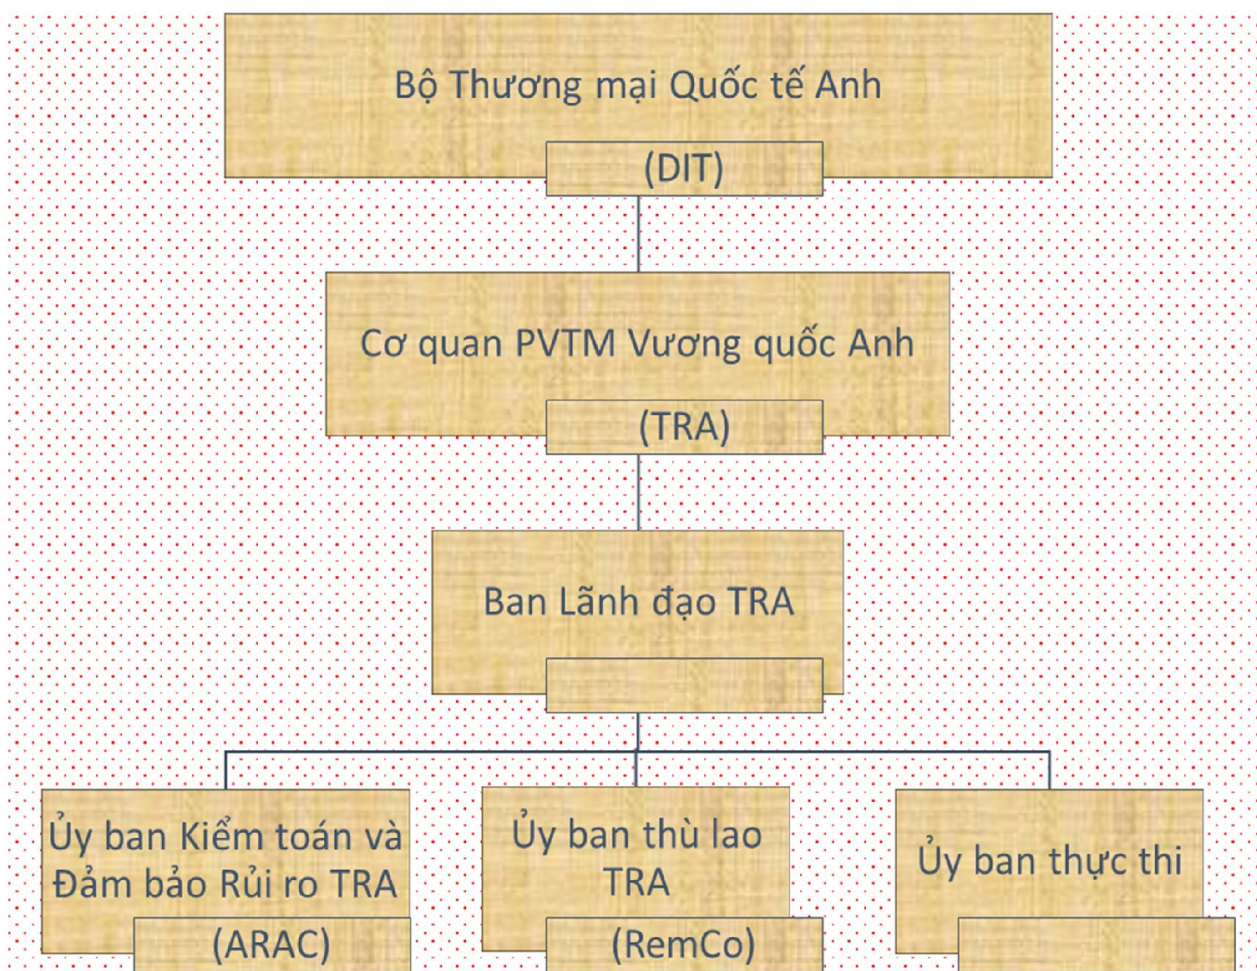 Bộ Thương mại Quốc tế Anh
(DIT)
Cơ quan PVTM Vương quốc Anh
(TRA)
Ban Lãnh đạo TRA
Ủy ban Kiểm toán và
Đảm bảo Rủi ro TRA
(ARAC)
Ủy ban thù lao
TRA
(RemCo)
Ủy ban thực thi